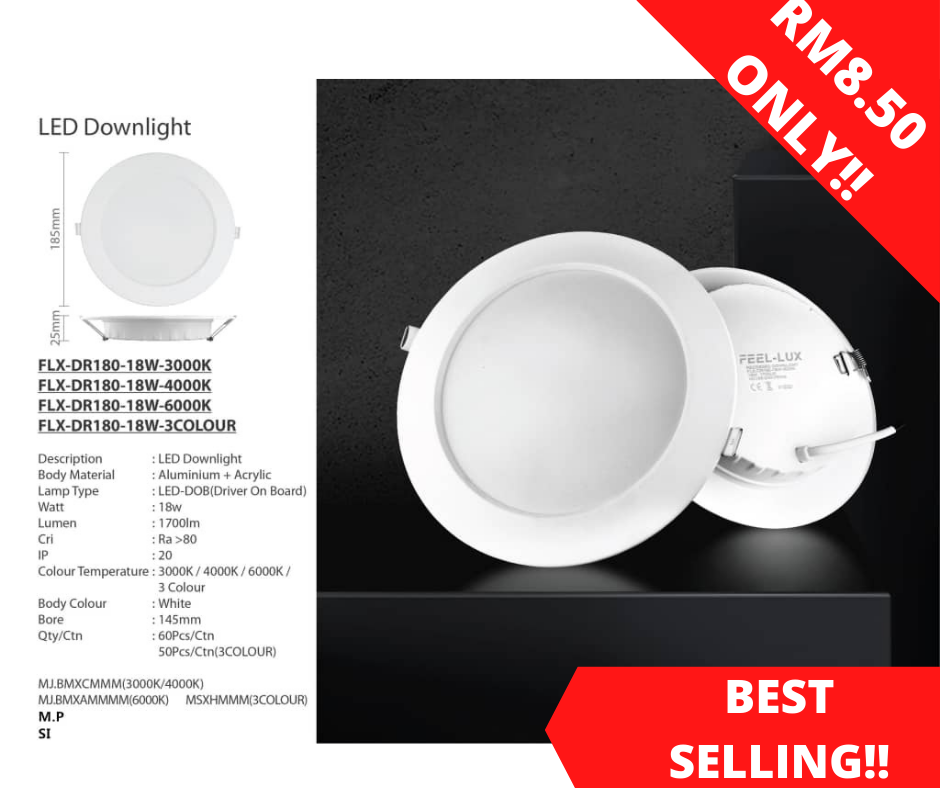 RM8.50
ONLY!!
LED Downlight
185mm
25mm
FLX-DR180-18W-3000K
FLX-DR180-18W-4000K
FLX-DR180-18W-6000K
FLX-DR180-18W-3COLOUR
Description : LED Downlight
Body Material : Aluminium + Acrylic
Lamp Type : LED-DOB(Driver On Board)
Watt : 18w
Lumen : 1700lm
Cri : Ra >80
IP : 20
Colour Temperature : 3000K / 4000K / 6000K /
3 Colour
Body Colour : White
Bore : 145mm
Qty/Ctn : 60Pcs/Ctn
50Pcs/Ctn(3COLOUR)
MJ.BMXCMMM(3000K/4000K)
MJ.BMXAMMMM(6000K) MSXHMMM(3COLOUR)
M.P
SI
FEEL-LUX
CE
BEST
SELLING!!